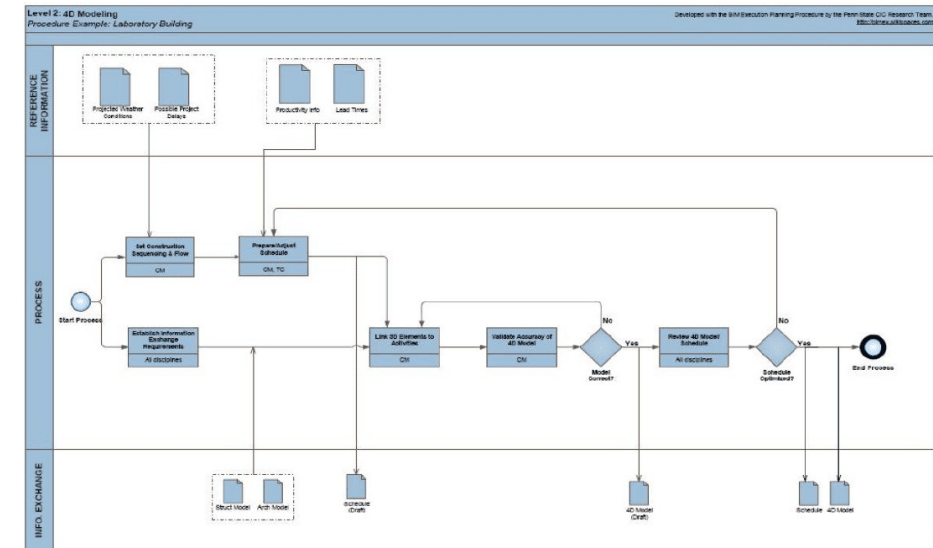 Level 2: 4D Modeling
Procedure Example: Laboratory Building
Developed with the BIM Execution Planning Procedure by the Penn State CIC Research Team.
http://bimex.wikispaces.com
REFERENCE
INFORMATION
Projected Weather
Conditions
Possible Project
Delays
Productivity Info
Lead Times
PROCESS
Start Process
Set Construction
Sequencing & Flow
CM
Prepare/Adjust
Schedule
CM, TC
Establish Information
Exchange
Requirements
All disciplines
Link 3D Elements to
Activities
CM
Validate Accuracy of
4D Model
CM
No
Yes
Model
Correct?
Review 4D Model/
Schedule
All disciplines
No
Yes
Schedule
Optimized?
End Process
INFO. EXCHANGE
Struct Model
Arch Model
Schedule
(Draft)
4D Model
(Draft)
Schedule
4D Model